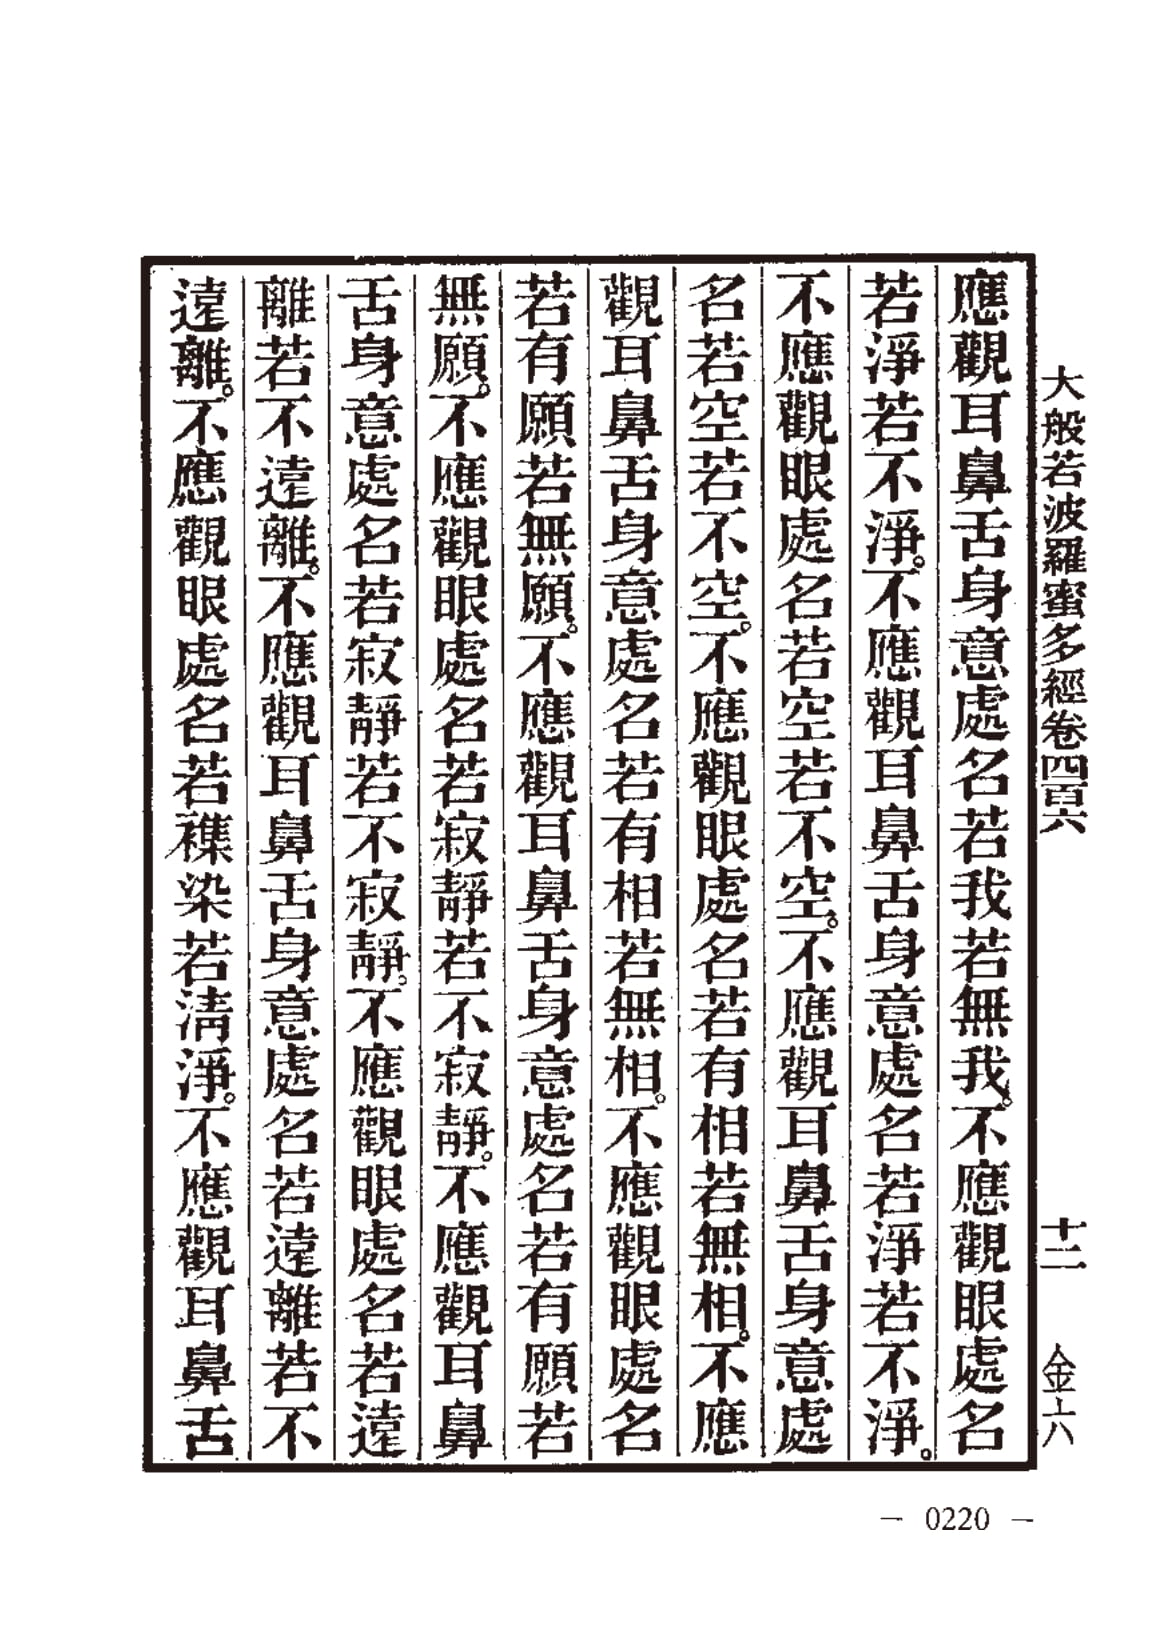 大般若波羅蜜多經卷四百六 十二 金六
應觀耳鼻舌身意處名若我若無我。不應觀眼處名
若淨若不淨。不應觀耳鼻舌身意處名若淨若不淨。
不應觀眼處名若空若不空。不應觀耳鼻舌身意處
名若空若不空。不應觀眼處名若有相若無相。不應
觀耳鼻舌身意處名若有相若無相。不應觀眼處名
若有願若無願。不應觀耳鼻舌身意處名若有願若
無願。不應觀眼處名若寂靜若不寂靜。不應觀耳鼻
舌身意處名若寂靜若不寂靜。不應觀眼處名若遠
離若不遠離。不應觀耳鼻舌身意處名若遠離若不
遠離。不應觀眼處名若襍染若淸淨。不應觀耳鼻舌
— 0220 —